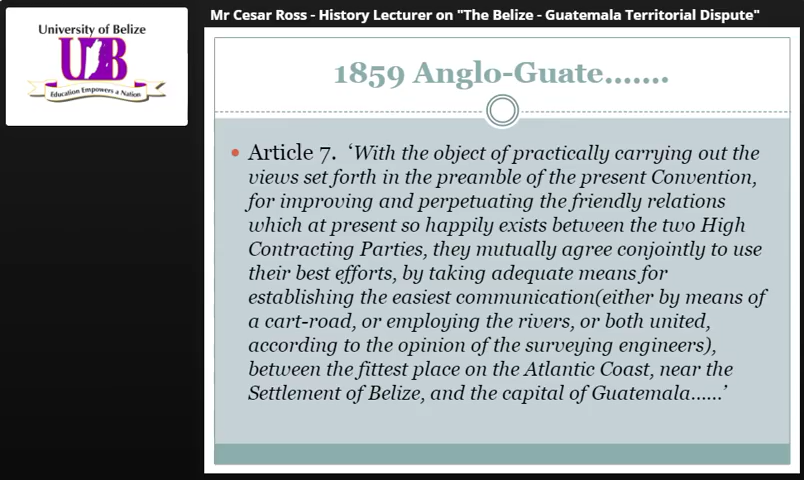 Mr Cesar Ross - History Lecturer on "The Belize - Guatemala Territorial Dispute"
University of Belize
UB
Education Empowers a Nation
1859 Anglo-Guate.......
• Article 7. ‘With the object of practically carrying out the
views set forth in the preamble of the present Convention,
for improving and perpetuating the friendly relations
which at present so happily exists between the two High
Contracting Parties, they mutually agree conjointly to use
their best efforts, by taking adequate means for
establishing the easiest communication(either by means of
a cart-road, or employing the rivers, or both united,
according to the opinion of the surveying engineers),
between the fittest place on the Atlantic Coast, near the
Settlement of Belize, and the capital of Guatemala……’